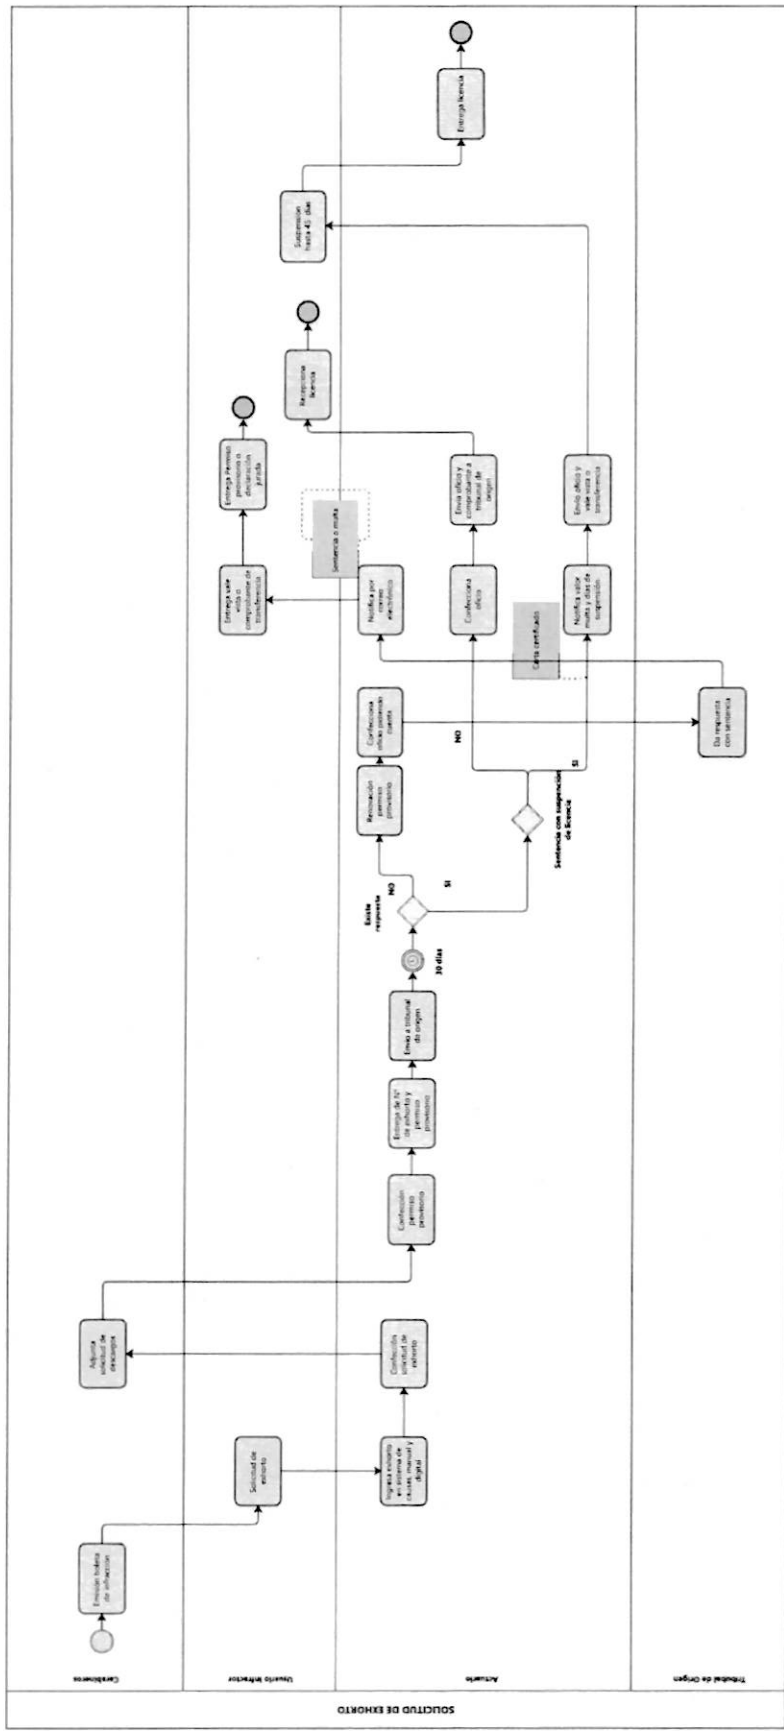 SOLICITUD DE EXHORTO
Carabineros
Usuario Infractor
Actuario
Tribubal de Origen
Emisión boleta
de infracción
Solicitud de
exhorto
Ingresa exhorto
en sistema de
causas, manual y
digital
Confección
solicitud de
exhorto
Adjunta
solicitud de
descargos
Confección
permiso
provisorio
Entrega de N°
de exhorto y
permiso
provisorio
Envío a tribunal
de origen
30 días
Existe
respuesta
NO
SI
Renovación
permiso
provisorio
Confecciona
oficio pidiendo
cuenta
Da respuesta
con sentencia
Sentencia con suspención
de licencia
NO
SI
Notifica por
correo
electrónico
Sentencia o multa
Entrega vale
vista o
comprobante de
transferencia
Entrega Permiso
provisorio o
declaración
jurada
Confecciona
oficio
Envía oficio y
comprobante a
tribunal de
origen
Recepciona
licencia
Carta certificada
Notifica valor
multa y días de
suspensión
Envío oficio y
vale vista o
transferencia
Suspensión
hasta 45 días
Entrega licencia